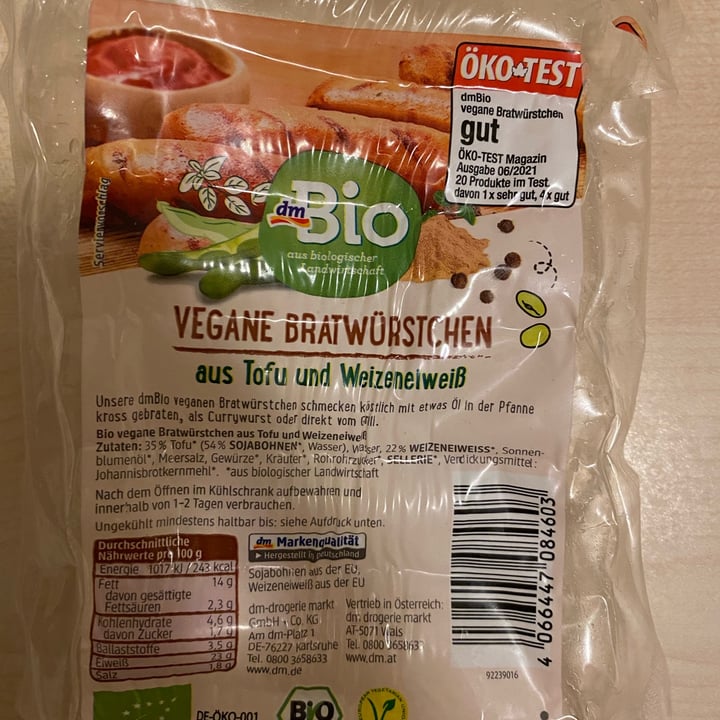 ÖKO-TEST
dmBio
vegane Bratwürstchen
gut
ÖKO-TEST Magazin
Ausgabe 06/2021
20 Produkte im Test
davon 1 x sehr gut, 4 x gut
Serviervorschlag
dm Bio
aus biologischer
Landwirtschaft
VEGANE BRATWÜRSTCHEN
aus Tofu und Weizeneiweiß
Unsere dmBio veganen Bratwürstchen schmecken köstlich mit etwas Öl in der Pfanne
kross gebraten, als Currywurst oder direkt vom Grill.
Bio vegane Bratwürstchen aus Tofu und Weizeneiweiß
Zutaten: 35 % Tofu* (54 % SOJABOHNEN*, Wasser), Wasser, 22 % WEIZENEIWEISS*, Sonnen-
blumenöl*, Meersalz, Gewürze*, Kräuter*, Rohrohrzucker*, SELLERIE*, Verdickungsmittel:
Johannisbrotkernmehl*. *aus biologischer Landwirtschaft
Nach dem Öffnen im Kühlschrank aufbewahren und
innerhalb von 1-2 Tagen verbrauchen.
Ungekühlt mindestens haltbar bis: siehe Aufdruck unten.
Durchschnittliche
Nährwerte pro 100 g
Energie 1017 kJ / 243 kcal
Fett 14 g
davon gesättigte
Fettsäuren 2,3 g
Kohlenhydrate 4,6 g
davon Zucker 1,7 g
Ballaststoffe 3,5 g
Eiweiß 23 g
Salz 1,8 g
dm Markenqualität
Hergestellt in Deutschland
Sojabohnen aus der EU,
Weizeneiweiß aus der EU
dm-drogerie markt
GmbH + Co. KG
Am dm-Platz 1
DE-76227 Karlsruhe
Tel. 0800 3658633
www.dm.de
Vertrieb in Österreich:
dm drogerie markt
AT-5071 Wals
Tel. 0800 3658633
www.dm.at
4 066447 084603
92239016
DE-ÖKO-001
BIO
EUROPEAN VEGETARIAN